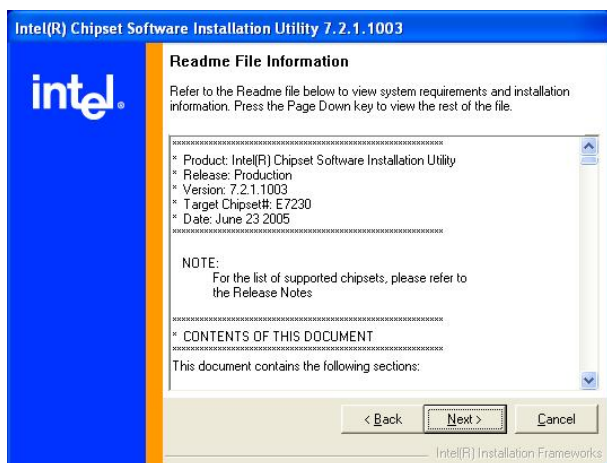 Intel(R) Chipset Software Installation Utility 7.2.1.1003
intel®
Readme File Information
Refer to the Readme file below to view system requirements and installation
information. Press the Page Down key to view the rest of the file.
************************************************************
* Product: Intel(R) Chipset Software Installation Utility
* Release: Production
* Version: 7.2.1.1003
* Target Chipset#: E7230
* Date: June 23 2005
************************************************************
NOTE:
For the list of supported chipsets, please refer to
the Release Notes
************************************************************
* CONTENTS OF THIS DOCUMENT
************************************************************
This document contains the following sections:
< Back
Next >
Cancel
Intel(R) Installation Frameworks